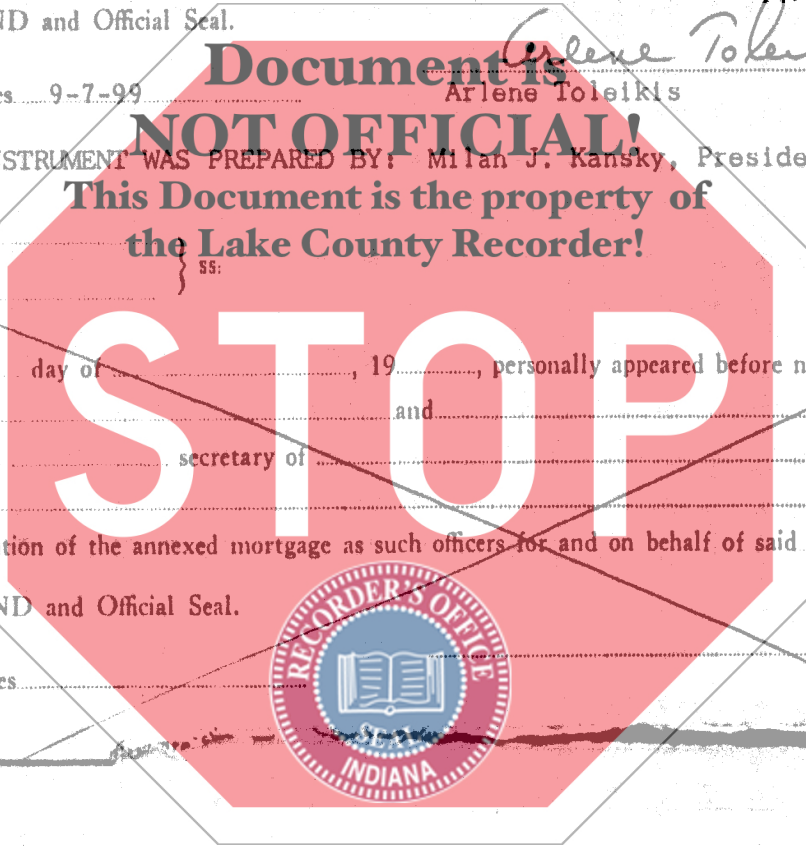 ND and Official Seal.
Arlene Tolei
Document is
es 9-7-99
Arlene Toleikis
NOT OFFICIAL!
NSTRUMENT WAS PREPARED BY: Milan J. Kansky, Preside
This Document is the property of
the Lake County Recorder!
ss:
STOP
day of , 19 , personally appeared before
and
secretary of
tion of the annexed mortgage as such officers for and on behalf of said
ND and Official Seal.
RECORDER'S OFFICE
es
Seal
INDIANA